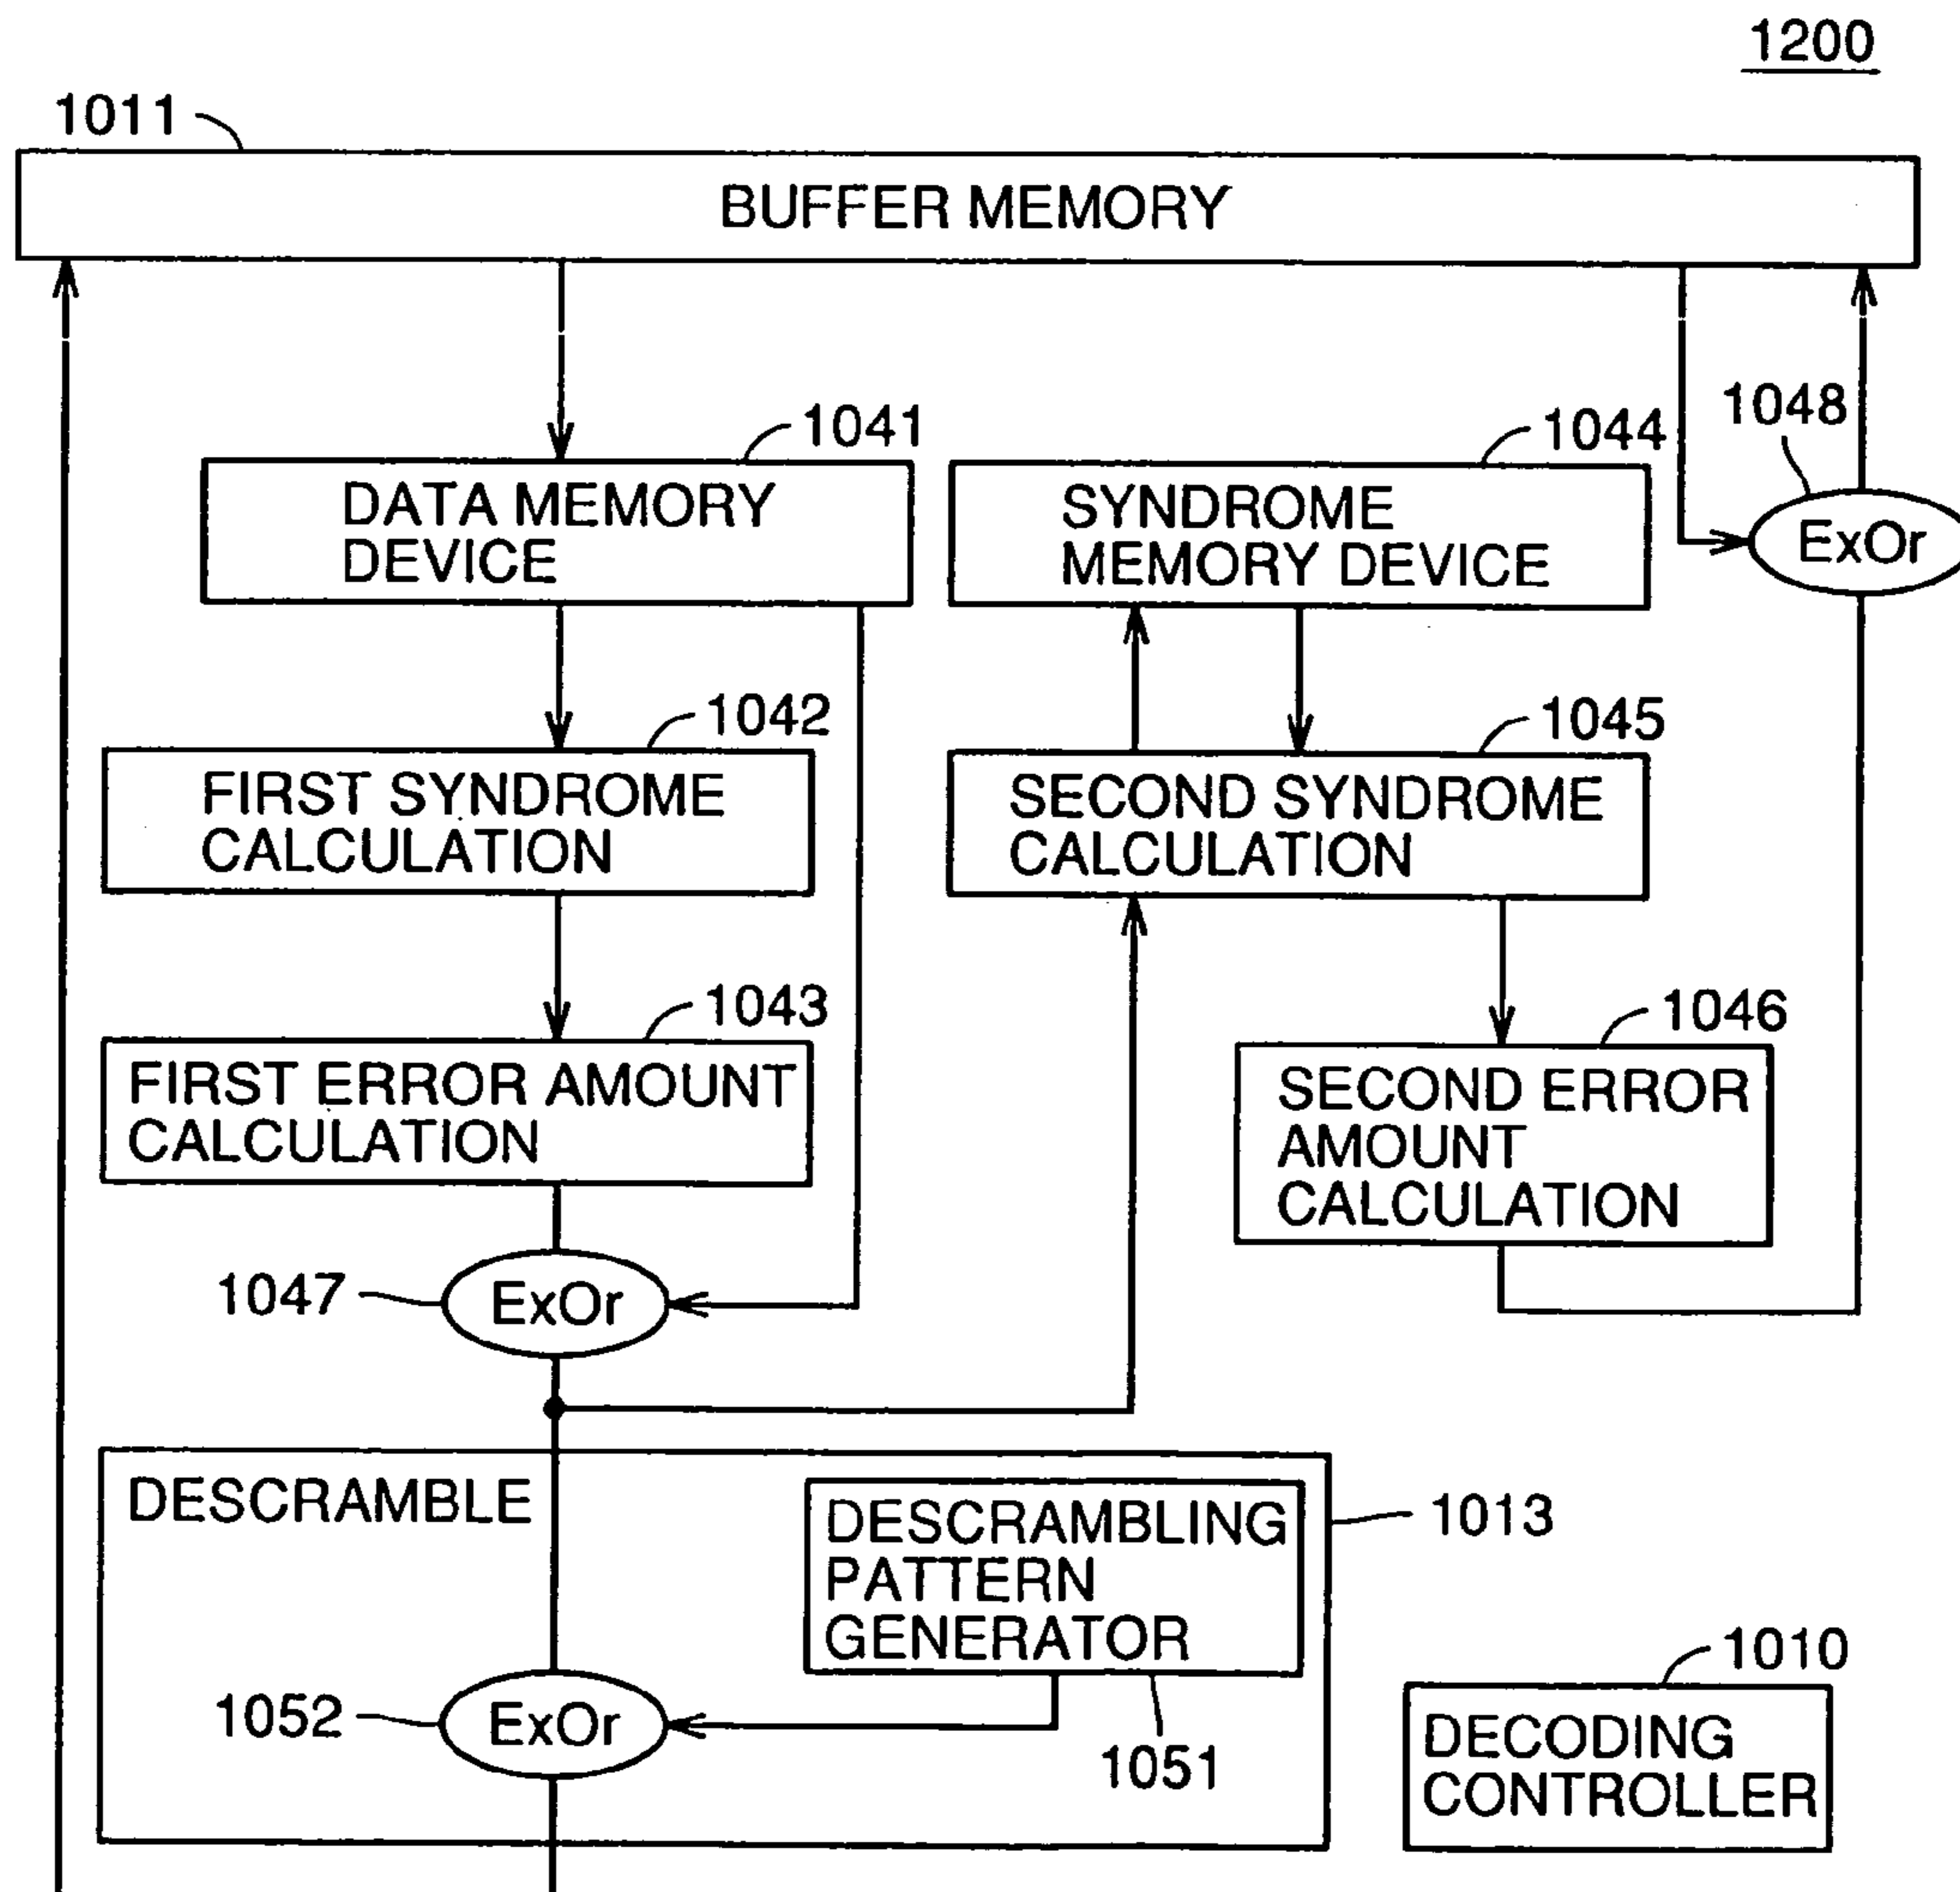 1200
1011
BUFFER MEMORY
1041
1044
1048
DATA MEMORY
DEVICE
SYNDROME
MEMORY DEVICE
ExOr
1042
1045
FIRST SYNDROME
CALCULATION
SECOND SYNDROME
CALCULATION
1043
1046
FIRST ERROR AMOUNT
CALCULATION
SECOND ERROR
AMOUNT
CALCULATION
1047
ExOr
DESCRAMBLE
DESCRAMBLING
PATTERN
GENERATOR
1013
1010
1052
ExOr
1051
DECODING
CONTROLLER